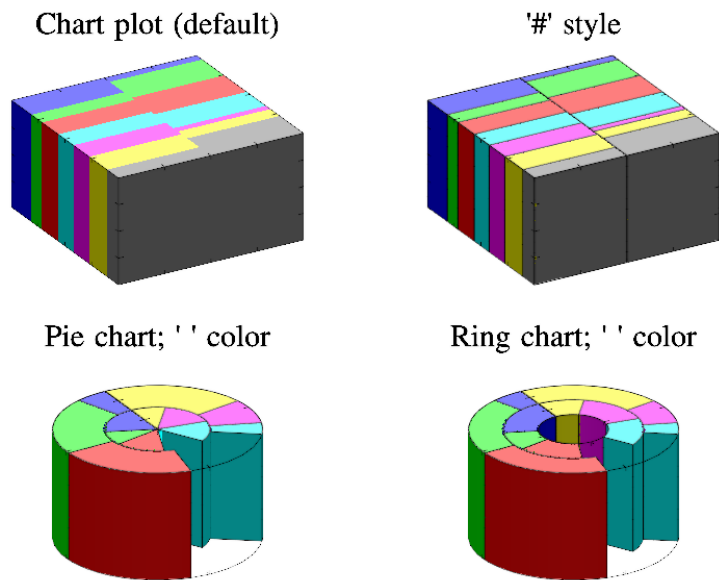 Chart plot (default)
'#' style
Pie chart; ' ' color
Ring chart; ' ' color